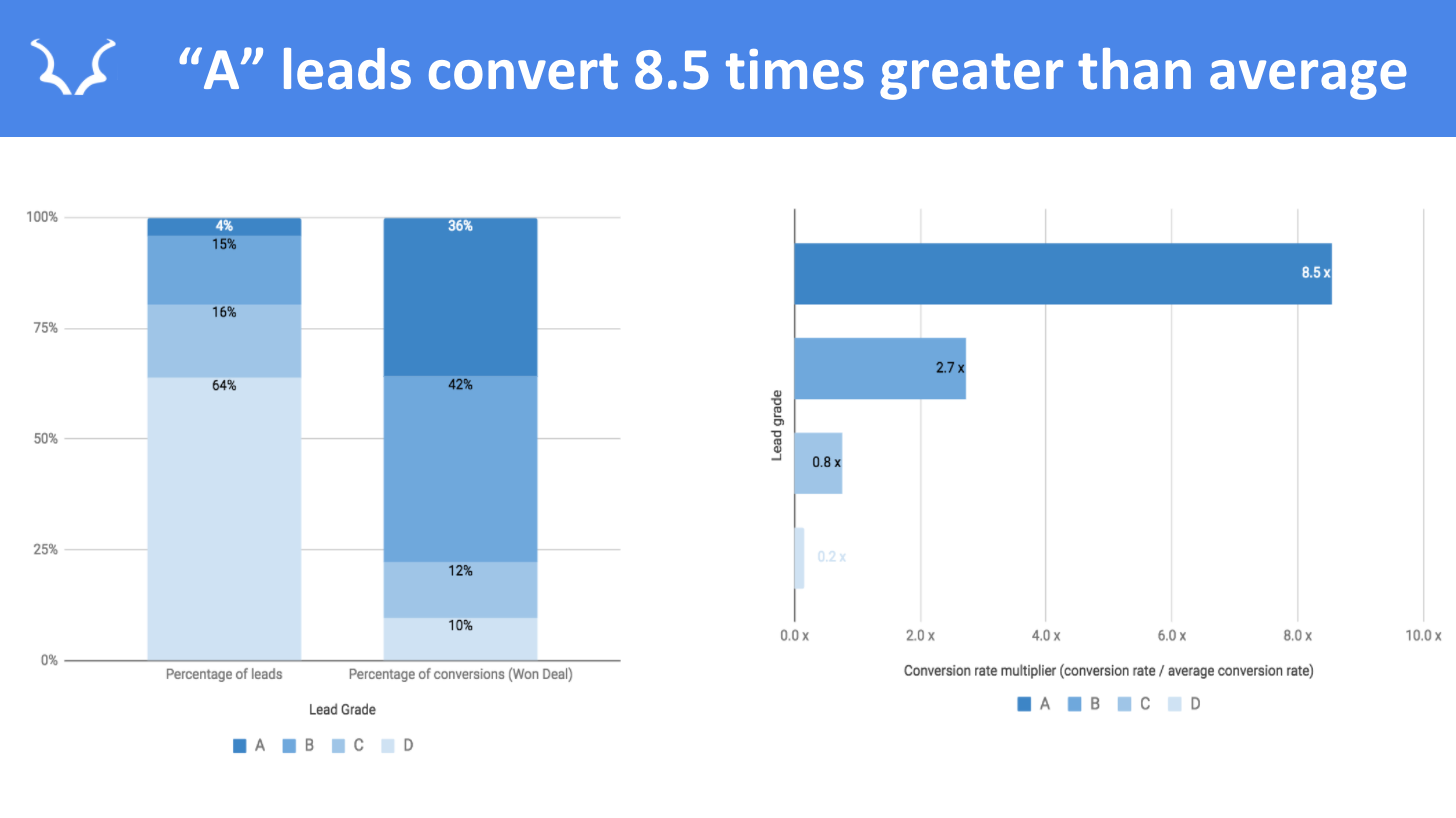 “A” leads convert 8.5 times greater than average
100%
75%
50%
25%
0%
4%
15%
16%
64%
36%
42%
12%
10%
Percentage of leads
Percentage of conversions (Won Deal)
Lead Grade
A B C D
Lead grade
8.5 x
2.7 x
0.8 x
0.2 x
0.0 x 2.0 x 4.0 x 6.0 x 8.0 x 10.0 x
Conversion rate multiplier (conversion rate / average conversion rate)
A B C D